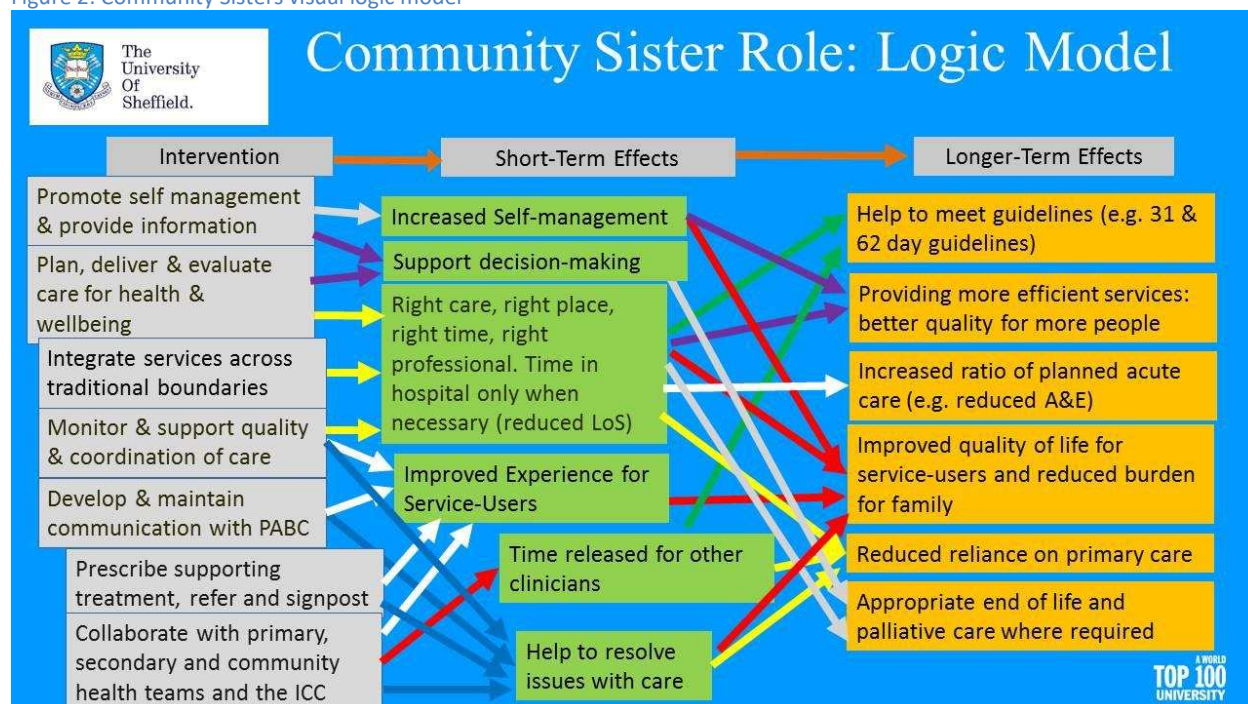 Figure 2: Community Sisters visual logic model
The
University
Of
Sheffield.
Community Sister Role: Logic Model
Intervention
Short-Term Effects
Longer-Term Effects
Promote self management
& provide information
Plan, deliver & evaluate
care for health &
wellbeing
Integrate services across
traditional boundaries
Monitor & support quality
& coordination of care
Develop & maintain
communication with PABC
Prescribe supporting
treatment, refer and signpost
Collaborate with primary,
secondary and community
health teams and the ICC
Increased Self-management
Support decision-making
Right care, right place,
right time, right
professional. Time in
hospital only when
necessary (reduced LoS)
Improved Experience for
Service-Users
Time released for other
clinicians
Help to resolve
issues with care
Help to meet guidelines (e.g. 31 &
62 day guidelines)
Providing more efficient services:
better quality for more people
Increased ratio of planned acute
care (e.g. reduced A&E)
Improved quality of life for
service-users and reduced burden
for family
Reduced reliance on primary care
Appropriate end of life and
palliative care where required
A WORLD
TOP 100
UNIVERSITY